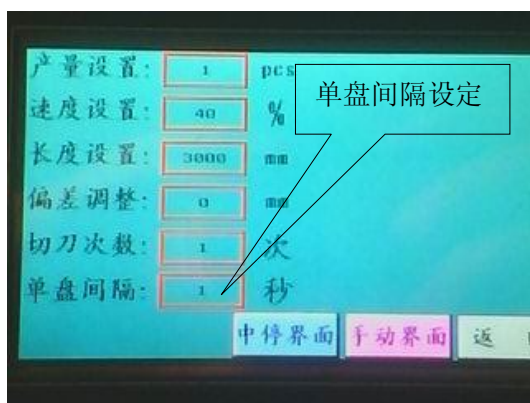 产量设置: 1 pcs
单盘间隔设定
速度设置: 40 %
长度设置: 3000 mm
偏差调整: 0 mm
切刀次数: 1 次
单盘间隔: 1 秒
中停界面 手动界面 返